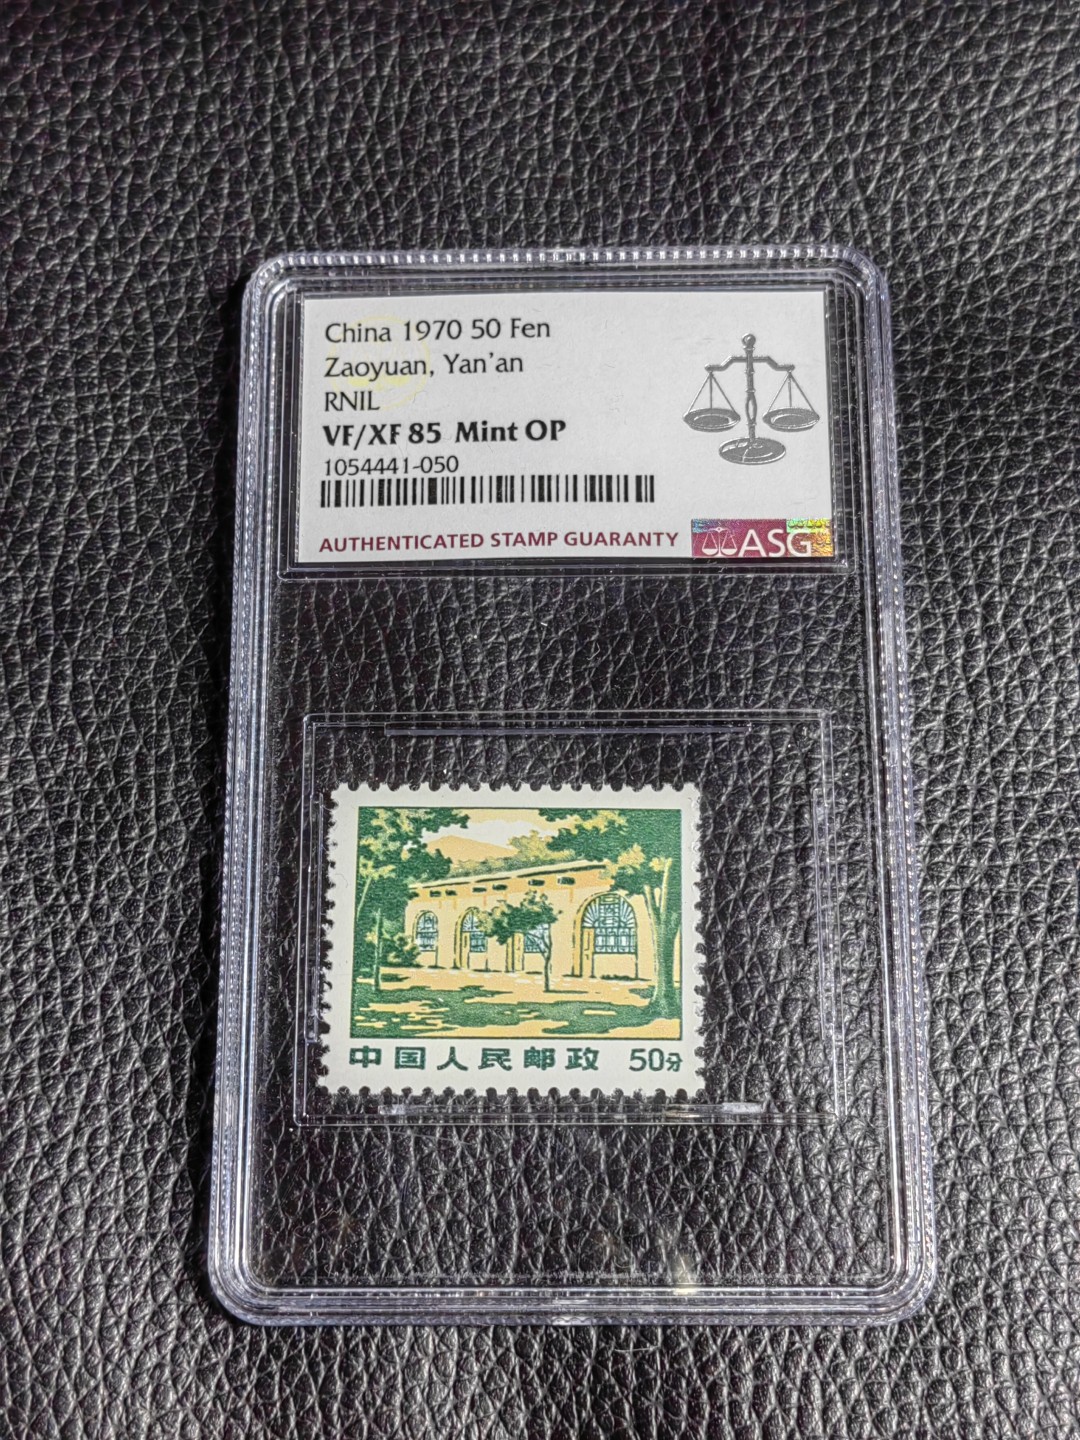 China 1970 50 Fen
Zaoyuan, Yan'an
RNIL
VF/XF 85 Mint OP
1054441-050
AUTHENTICATED STAMP GUARANTY ASG
中国人民邮政 50分